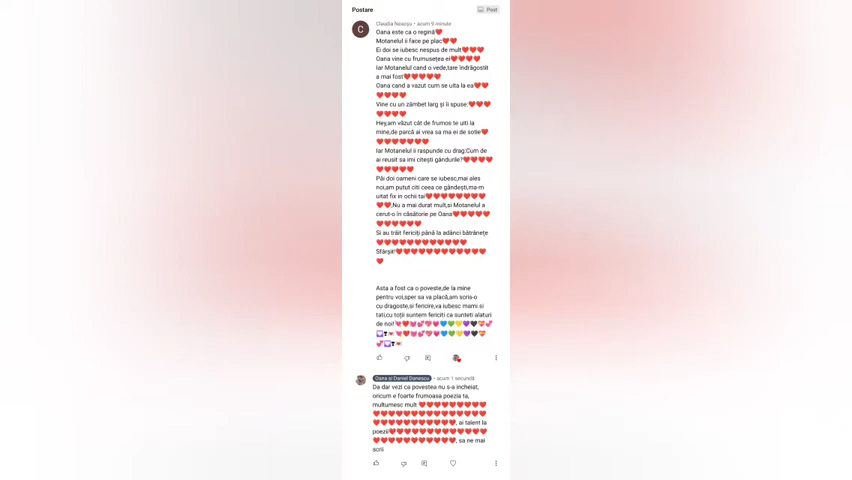 Postare
Post
Claudia Neacșu • acum 9 minute
C
Oana este ca o regină❤️
Motanelul ii face pe plac❤️❤️
Ei doi se iubesc nespus de mult❤️❤️❤️
Oana vine cu frumusețea ei❤️❤️❤️❤️
Iar Motanelul cand o vede,tare îndrăgostit
a mai fost❤️❤️❤️❤️❤️
Oana cand a vazut cum se uita la ea❤️❤️
❤️❤️❤️❤️
Vine cu un zâmbet larg și îi spuse:❤️❤️❤️
❤️❤️❤️❤️
Hey,am văzut cât de frumos te uiti la
mine,de parcă ai vrea sa ma ei de sotie❤️
❤️❤️❤️❤️❤️❤️❤️
Iar Motanelul ii raspunde cu drag:Cum de
ai reusit sa imi citești gândurile?❤️❤️❤️❤️
❤️❤️❤️❤️❤️
Păi doi oameni care se iubesc,mai ales
noi,am putut citi ceea ce gândești,ma-m
uitat fix in ochii tai❤️❤️❤️❤️❤️❤️❤️❤️
❤️❤️,Nu a mai durat mult,si Motanelul a
cerut-o în căsătorie pe Oana❤️❤️❤️❤️❤️
❤️❤️❤️❤️❤️❤️
Si au trăit fericiți până la adânci bătrânețe
❤️❤️❤️❤️❤️❤️❤️❤️❤️❤️❤️❤️
Sfârșit!❤️❤️❤️❤️❤️❤️❤️❤️❤️❤️❤️❤️
❤️
Asta a fost ca o poveste,de la mine
pentru voi,sper sa va placă,am scris-o
cu dragoste,si fericire,va iubesc mami si
tati,cu toții suntem fericiti ca sunteti alaturi
de noi!💘❤️💓💕💖💗💙💚💛💜🖤💝💞
💟❣💌💘❤️💓💕💖💗💙💚💛💜🖤💝
💞💟❣💌
Oana si Daniel Danescu • acum 1 secundă
Da dar vezi ca povestea nu s-a incheiat,
oricum e foarte frumoasa poezia ta,
multumesc mult ❤️❤️❤️❤️❤️❤️❤️❤️❤️
❤️❤️❤️❤️❤️❤️❤️❤️❤️❤️❤️❤️❤️❤️❤️
❤️❤️❤️❤️❤️❤️❤️❤️❤️❤️❤️, ai talent la
poezii❤️❤️❤️❤️❤️❤️❤️❤️❤️❤️❤️❤️❤️
❤️❤️❤️❤️❤️❤️❤️❤️❤️❤️❤️, sa ne mai
scrii